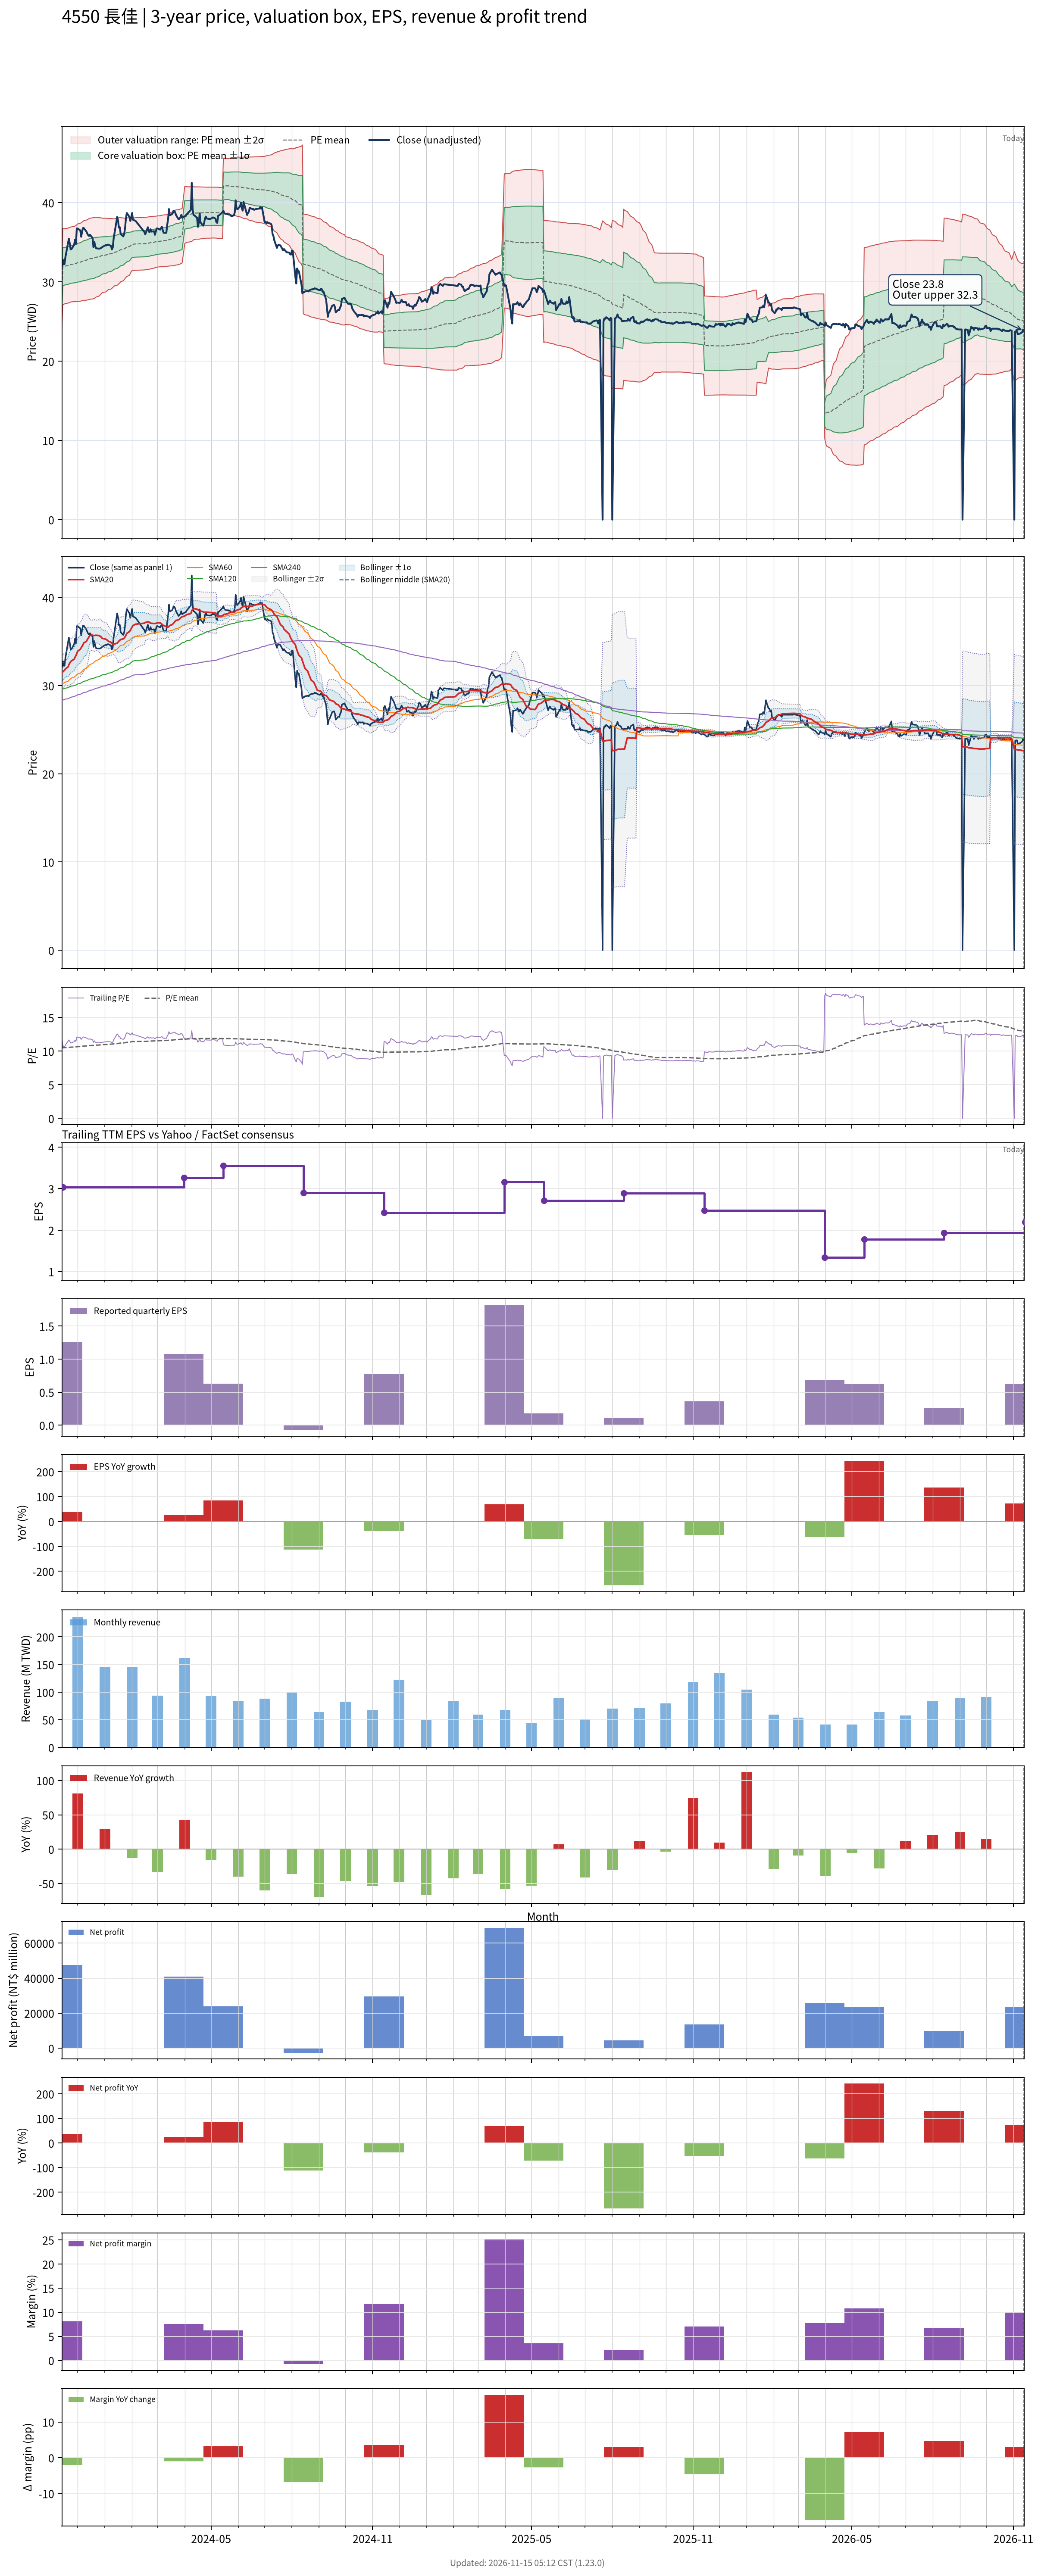 4550 長佳 | 3-year price, valuation box, EPS, revenue & profit trend
Outer valuation range: PE mean ±2σ
Core valuation box: PE mean ±1σ
PE mean
Close (unadjusted)
Today
Price (TWD)
40
30
20
10
0
Close 23.8
Outer upper 32.3
Close (same as panel 1)
SMA20
SMA60
SMA120
SMA240
Bollinger ±2σ
Bollinger ±1σ
Bollinger middle (SMA20)
Price
40
30
20
10
0
Trailing P/E
P/E mean
P/E
15
10
5
0
Trailing TTM EPS vs Yahoo / FactSet consensus
Today
EPS
4
3
2
1
Reported quarterly EPS
EPS
1.5
1.0
0.5
0.0
EPS YoY growth
YoY (%)
200
100
0
-100
-200
Monthly revenue
Revenue (M TWD)
200
150
100
50
0
Revenue YoY growth
YoY (%)
100
50
0
-50
Month
Net profit
Net profit (NT$ million)
60000
40000
20000
0
Net profit YoY
YoY (%)
200
100
0
-100
-200
Net profit margin
Margin (%)
25
20
15
10
5
0
Margin YoY change
Δ margin (pp)
10
0
-10
2024-05
2024-11
2025-05
2025-11
2026-05
2026-11
Updated: 2026-11-15 05:12 CST (1.23.0)